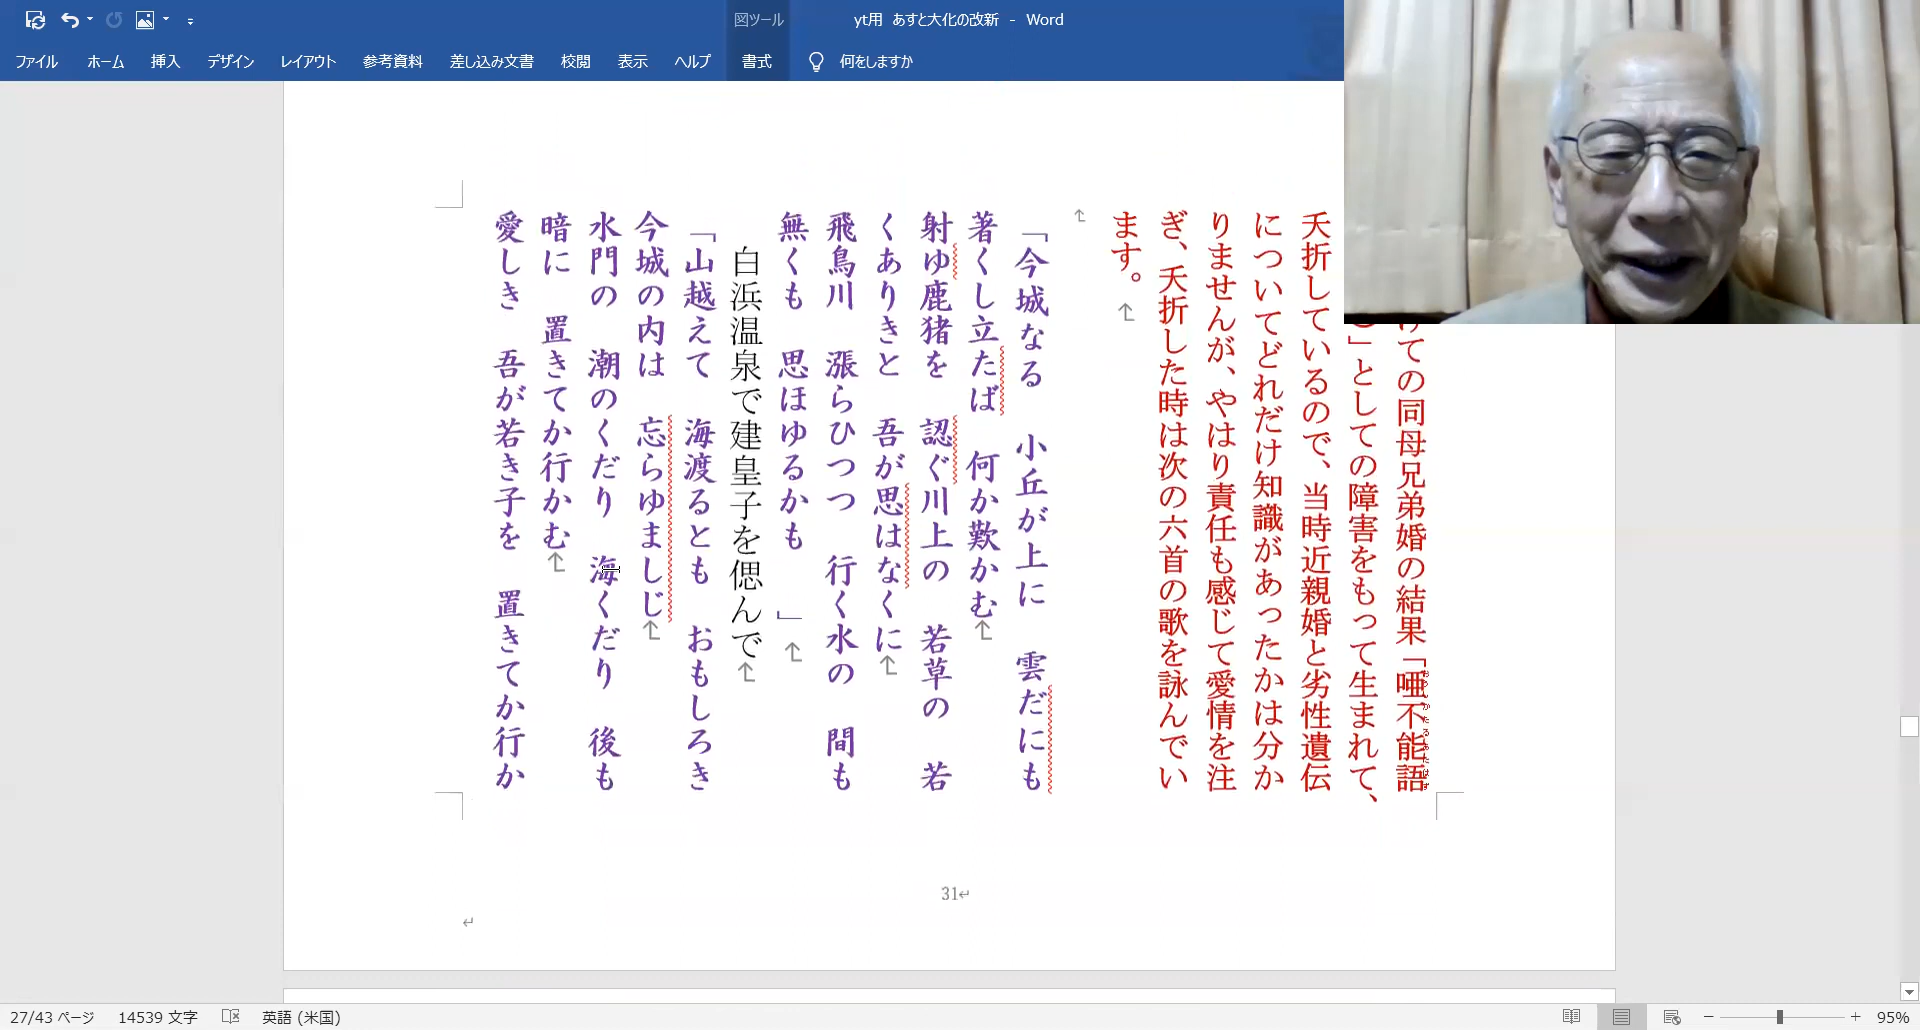 図ツール
yt用 あすと大化の改新 - Word
ファイル ホーム 挿入 デザイン レイアウト 参考資料 差し込み文書 校閲 表示 ヘルプ 書式 何をしますか
けての同母兄弟婚の結果「唖不能語
」としての障害をもって生まれて、
夭折しているので、当時近親婚と劣性遺伝
についてどれだけ知識があったかは分か
りませんが、やはり責任も感じて愛情を注
ぎ、夭折した時は次の六首の歌を詠んでい
ます。
「今城なる 小丘が上に 雲だにも
著くし立たば 何か歎かむ
射ゆ鹿猪を 認ぐ川上の 若草の 若
くありきと 吾が思はなくに
飛鳥川 漲らひつつ 行く水の 間も
無くも 思ほゆるかも 」
白浜温泉で建皇子を偲んで
「山越えて 海渡るとも おもしろき
今城の内は 忘らゆましじ
水門の 潮のくだり 海くだり 後も
暗に 置きてか行かむ
愛しき 吾が若き子を 置きてか行か
31
27/43 ページ 14539 文字 英語 (米国) 95%